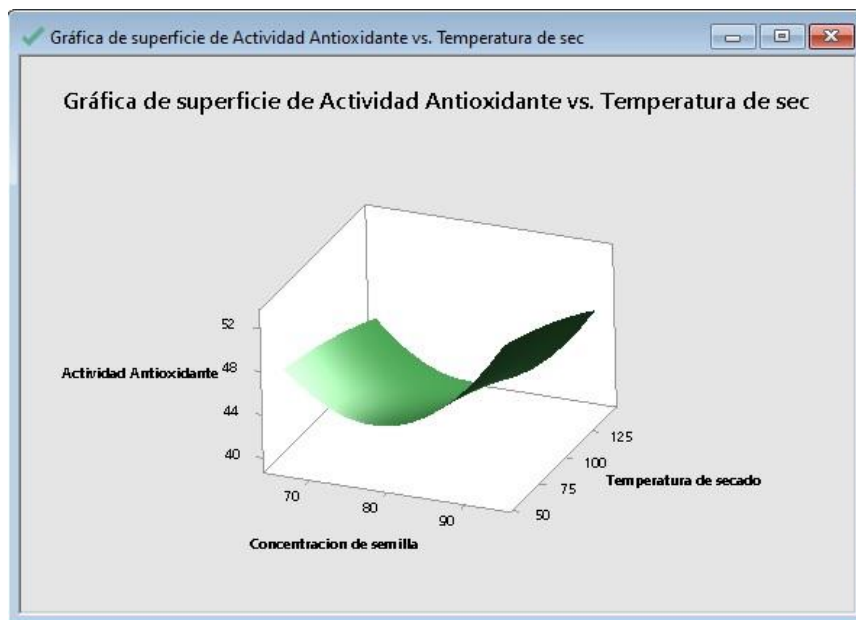 Gráfica de superficie de Actividad Antioxidante vs. Temperatura de sec
Gráfica de superficie de Actividad Antioxidante vs. Temperatura de sec
52
Actividad Antioxidante 48
44
40
70
80
90
Concentracion de semilla
125
100
75
50
Temperatura de secado